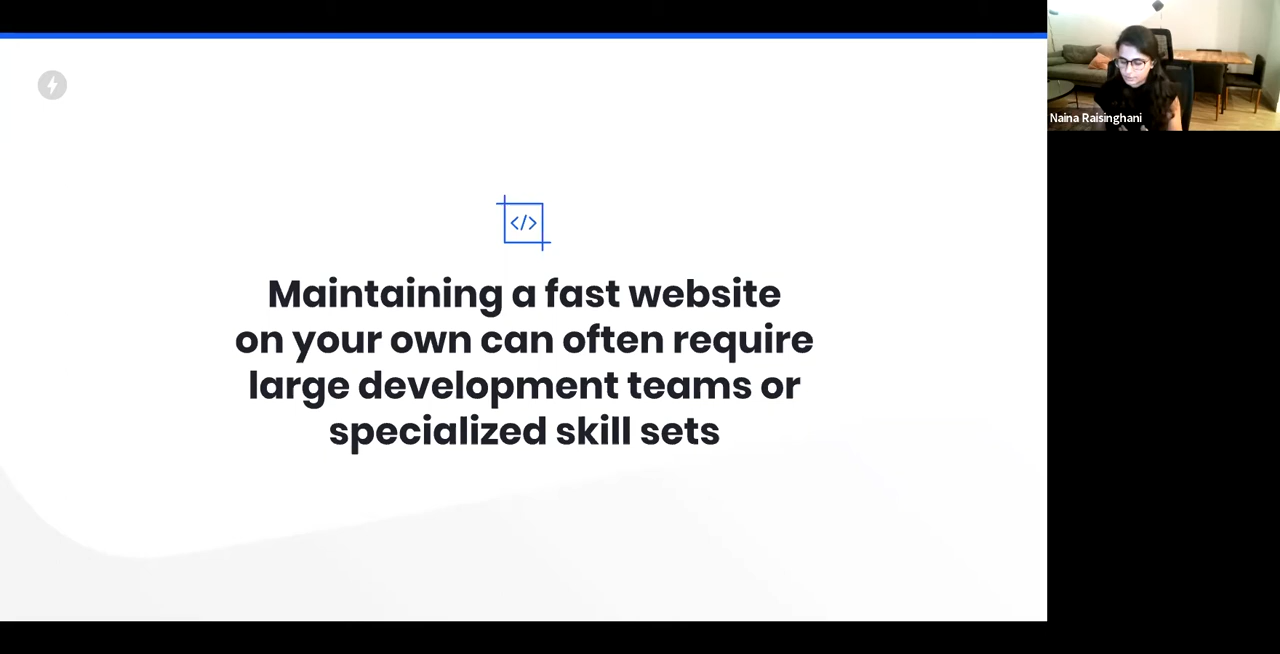 </>
Maintaining a fast website
on your own can often require
large development teams or
specialized skill sets
Naina Raisinghani